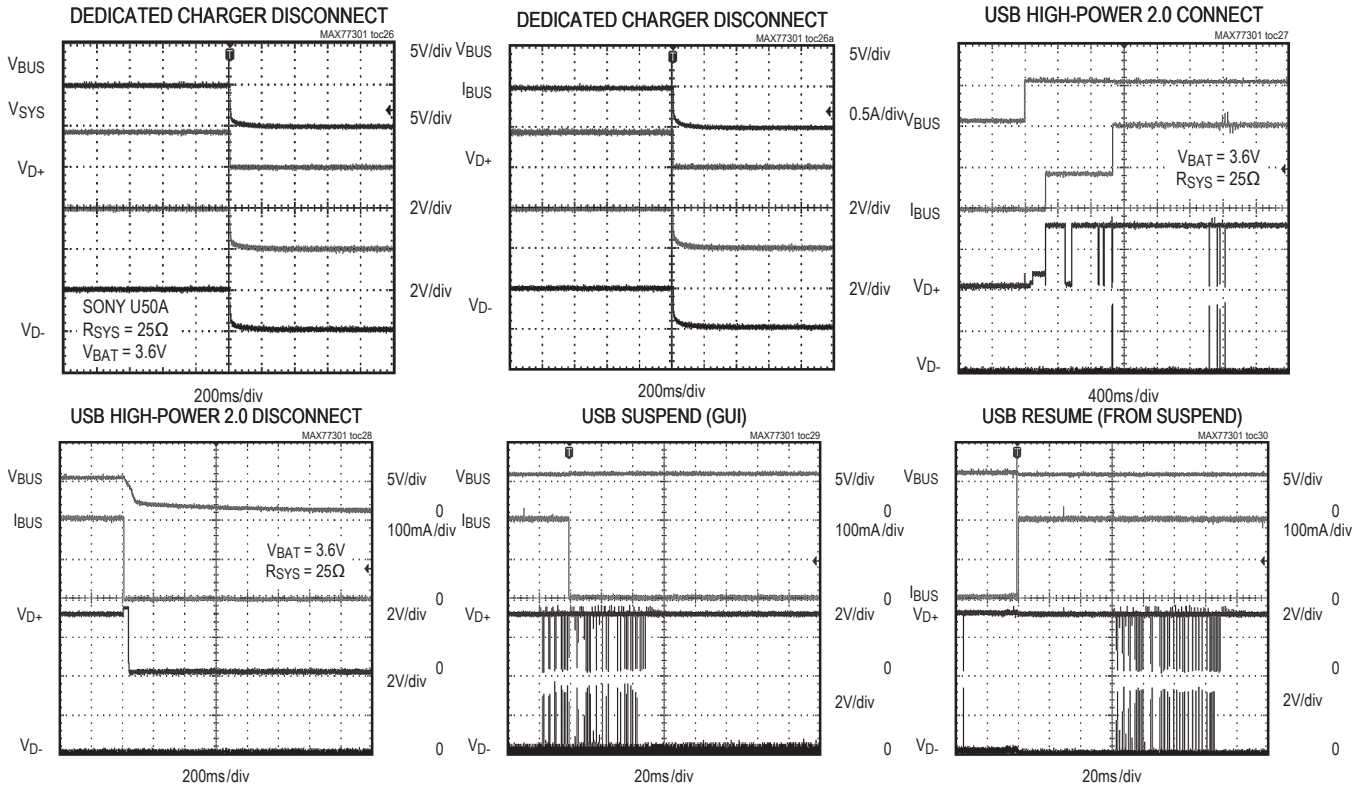 DEDICATED CHARGER DISCONNECT
MAX77301 toc26
VBUS
5V/div
VSYS
5V/div
VD+
2V/div
2V/div
VD-
SONY U50A
RSYS = 25Ω
VBAT = 3.6V
200ms/div
DEDICATED CHARGER DISCONNECT
MAX77301 toc26a
VBUS
5V/div
IBUS
0.5A/div
VD+
2V/div
2V/div
VD-
200ms/div
USB HIGH-POWER 2.0 CONNECT
MAX77301 toc27
VBUS
VBAT = 3.6V
RSYS = 25Ω
IBUS
VD+
VD-
400ms/div
USB HIGH-POWER 2.0 DISCONNECT
MAX77301 toc28
VBUS
5V/div
0
IBUS
100mA/div
VBAT = 3.6V
RSYS = 25Ω
0
VD+
2V/div
0
2V/div
VD-
0
200ms/div
USB SUSPEND (GUI)
MAX77301 toc29
VBUS
5V/div
0
IBUS
100mA/div
0
VD+
2V/div
0
2V/div
VD-
0
20ms/div
USB RESUME (FROM SUSPEND)
MAX77301 toc30
VBUS
5V/div
0
100mA/div
IBUS
0
VD+
2V/div
0
2V/div
VD-
0
20ms/div